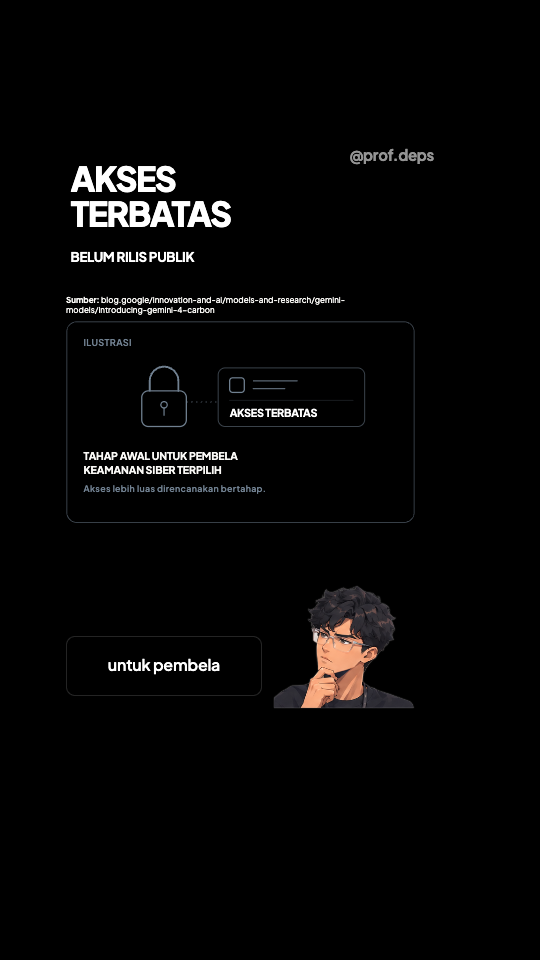 @prof.deps
AKSES
TERBATAS
BELUM RILIS PUBLIK
Sumber: blog.google/innovation-and-ai/models-and-research/gemini-
models/introducing-gemini-4-carbon
ILUSTRASI
AKSES TERBATAS
TAHAP AWAL UNTUK PEMBELA
KEAMANAN SIBER TERPILIH
Akses lebih luas direncanakan bertahap.
untuk pembela